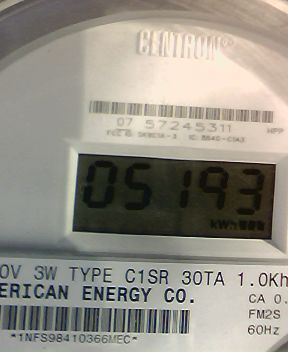 CENTRON®
07 57245311 HPP
05193
kWh
0V 3W TYPE C1SR 30TA 1.0Kh
ERICAN ENERGY CO.
CA 0.
FM2S
60Hz
*1NFS98410366MEC*